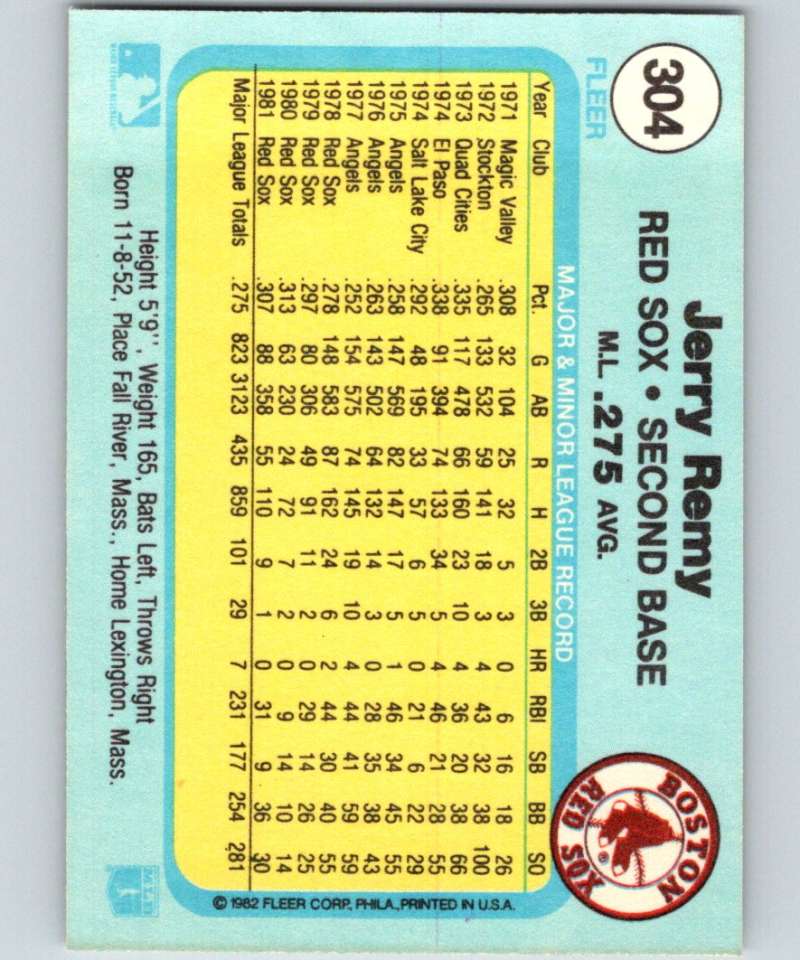 304
FLEER
Jerry Remy
RED SOX • SECOND BASE
M.L. .275 AVG.
BOSTON RED SOX
®
MAJOR & MINOR LEAGUE RECORD
Year Club Pct. G AB R H 2B 3B HR RBI SB BB SO
1971 Magic Valley .308 32 104 25 32 5 3 0 6 16 18 26
1972 Stockton .265 133 532 59 141 18 3 4 43 32 38 100
1973 Quad Cities .335 117 478 66 160 23 10 4 36 20 38 66
1974 El Paso .338 91 394 74 133 34 5 4 46 21 28 55
1974 Salt Lake City .292 48 195 33 57 6 5 0 21 6 22 29
1975 Angels .258 147 569 82 147 17 5 1 46 34 45 55
1976 Angels .263 143 502 64 132 14 3 0 28 35 38 43
1977 Angels .252 154 575 74 145 19 10 4 44 41 59 59
1978 Red Sox .278 148 583 87 162 24 6 2 44 30 40 55
1979 Red Sox .297 80 306 49 91 11 2 0 29 14 26 25
1980 Red Sox .313 63 230 24 72 7 2 0 9 14 10 14
1981 Red Sox .307 88 358 55 110 9 1 0 31 9 36 30
Major League Totals .275 823 3123 435 859 101 29 7 231 177 254 281
© 1982 FLEER CORP., PHILA., PRINTED IN U.S.A.
Height 5'9", Weight 165, Bats Left, Throws Right
Born 11-8-52, Place Fall River, Mass., Home Lexington, Mass.